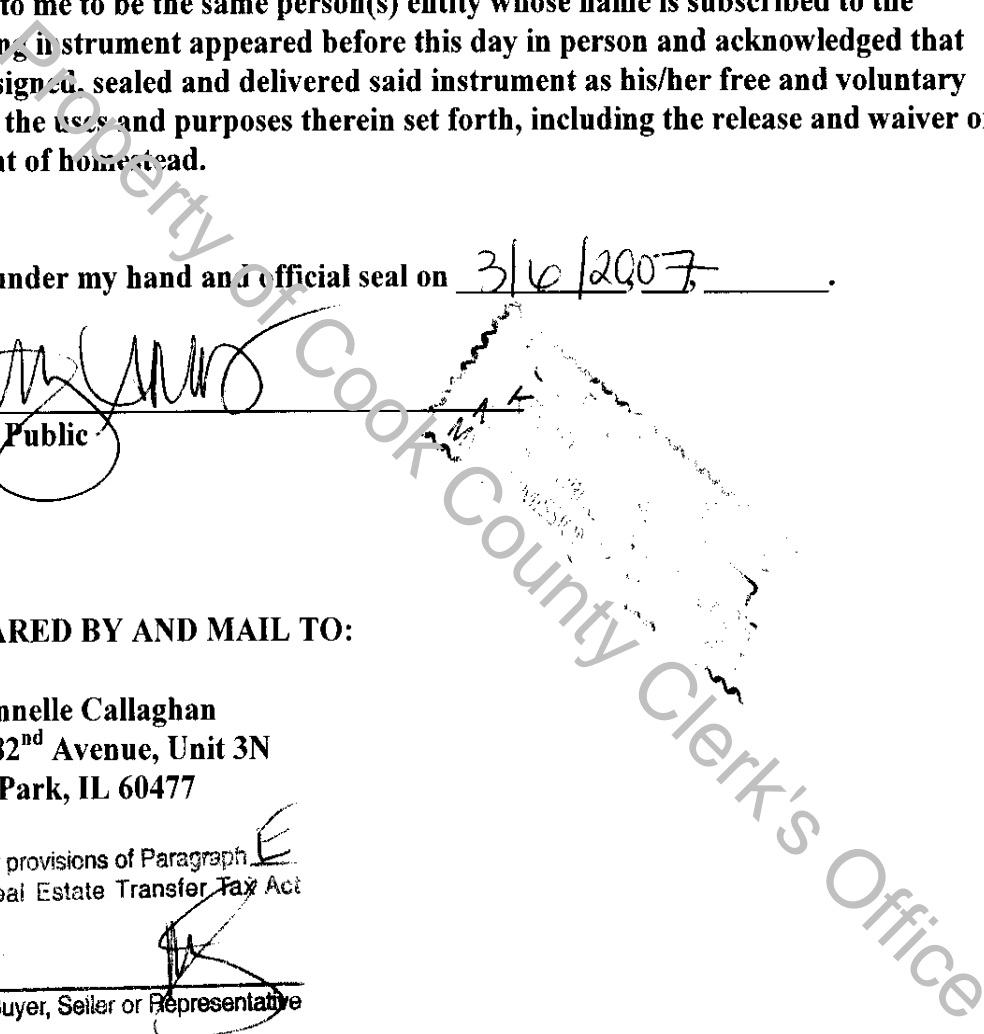 to me to be the same person(s) entity whose name is subscribed to the
instrument appeared before this day in person and acknowledged that
signed, sealed and delivered said instrument as his/her free and voluntary
the uses and purposes therein set forth, including the release and waiver
of homestead.
under my hand and official seal on 3/6/2007, .
Public
ARED BY AND MAIL TO:
nnelle Callaghan
32nd Avenue, Unit 3N
Park, IL 60477
provisions of Paragraph E
Estate Transfer Tax Act
uyer, Seller or Representative
Property of Cook County Clerk's Office